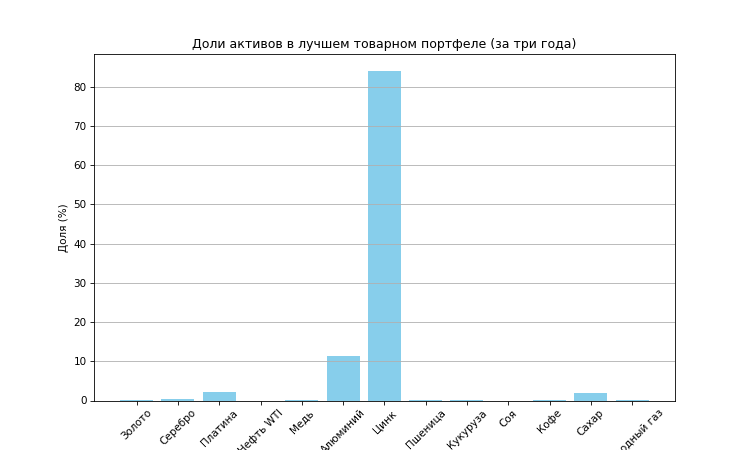 Доли активов в лучшем товарном портфеле (за три года)
Доля (%)
80
70
60
50
40
30
20
10
0
Золото
Серебро
Платина
Нефть WTI
Медь
Алюминий
Цинк
Пшеница
Кукуруза
Соя
Кофе
Сахар
газ